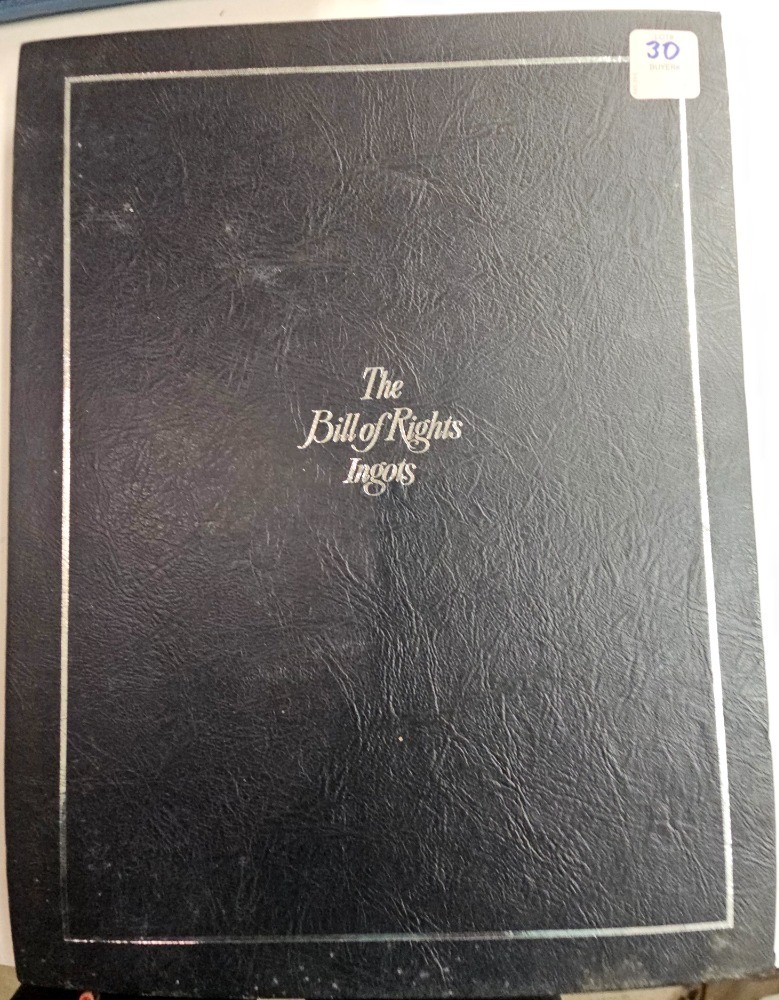 30
The
Bill of Rights
Ingots